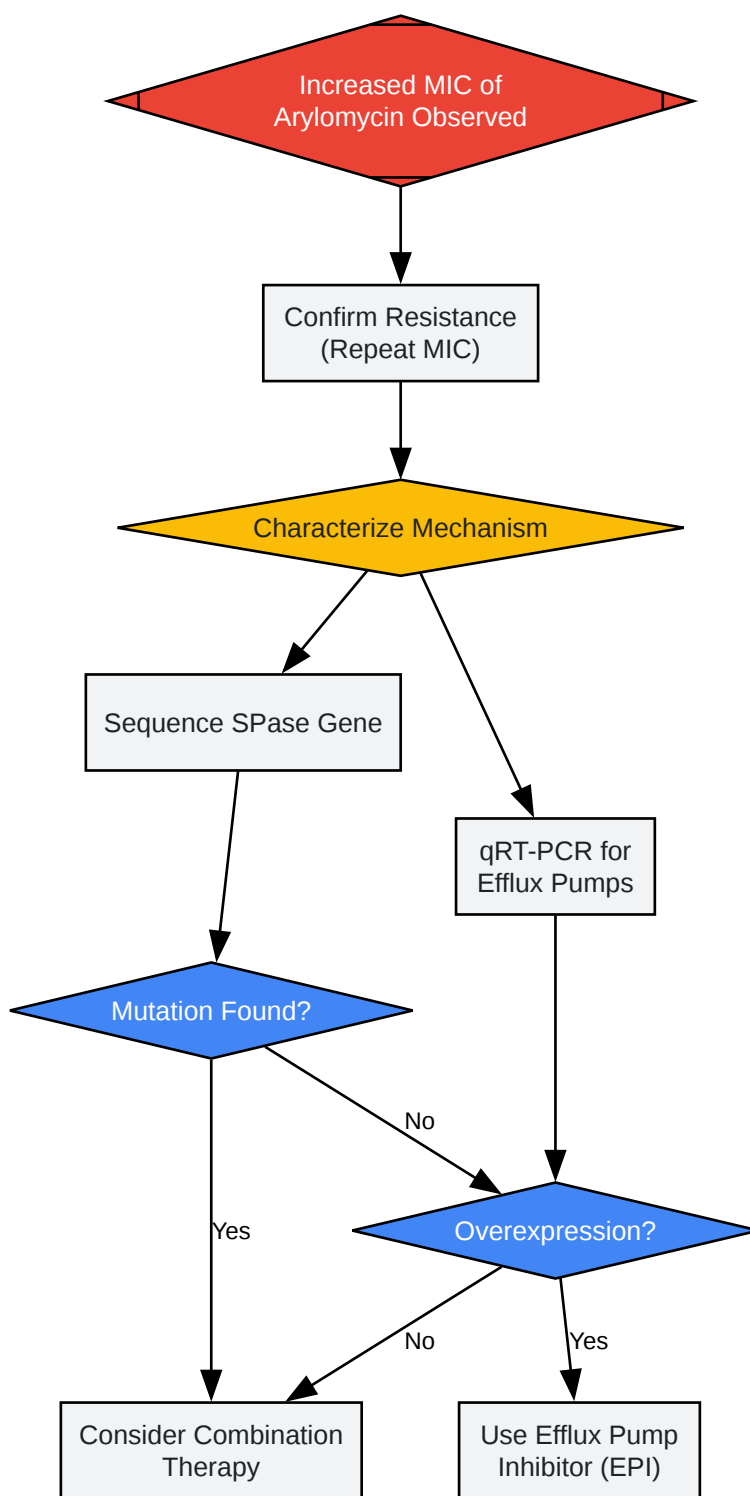 Increased MIC of
Arylomycin Observed
Confirm Resistance
(Repeat MIC)
Characterize Mechanism
Sequence SPase Gene
qRT-PCR for
Efflux Pumps
Mutation Found?
No
Overexpression?
Yes
No
Yes
Consider Combination
Therapy
Use Efflux Pump
Inhibitor (EPI)